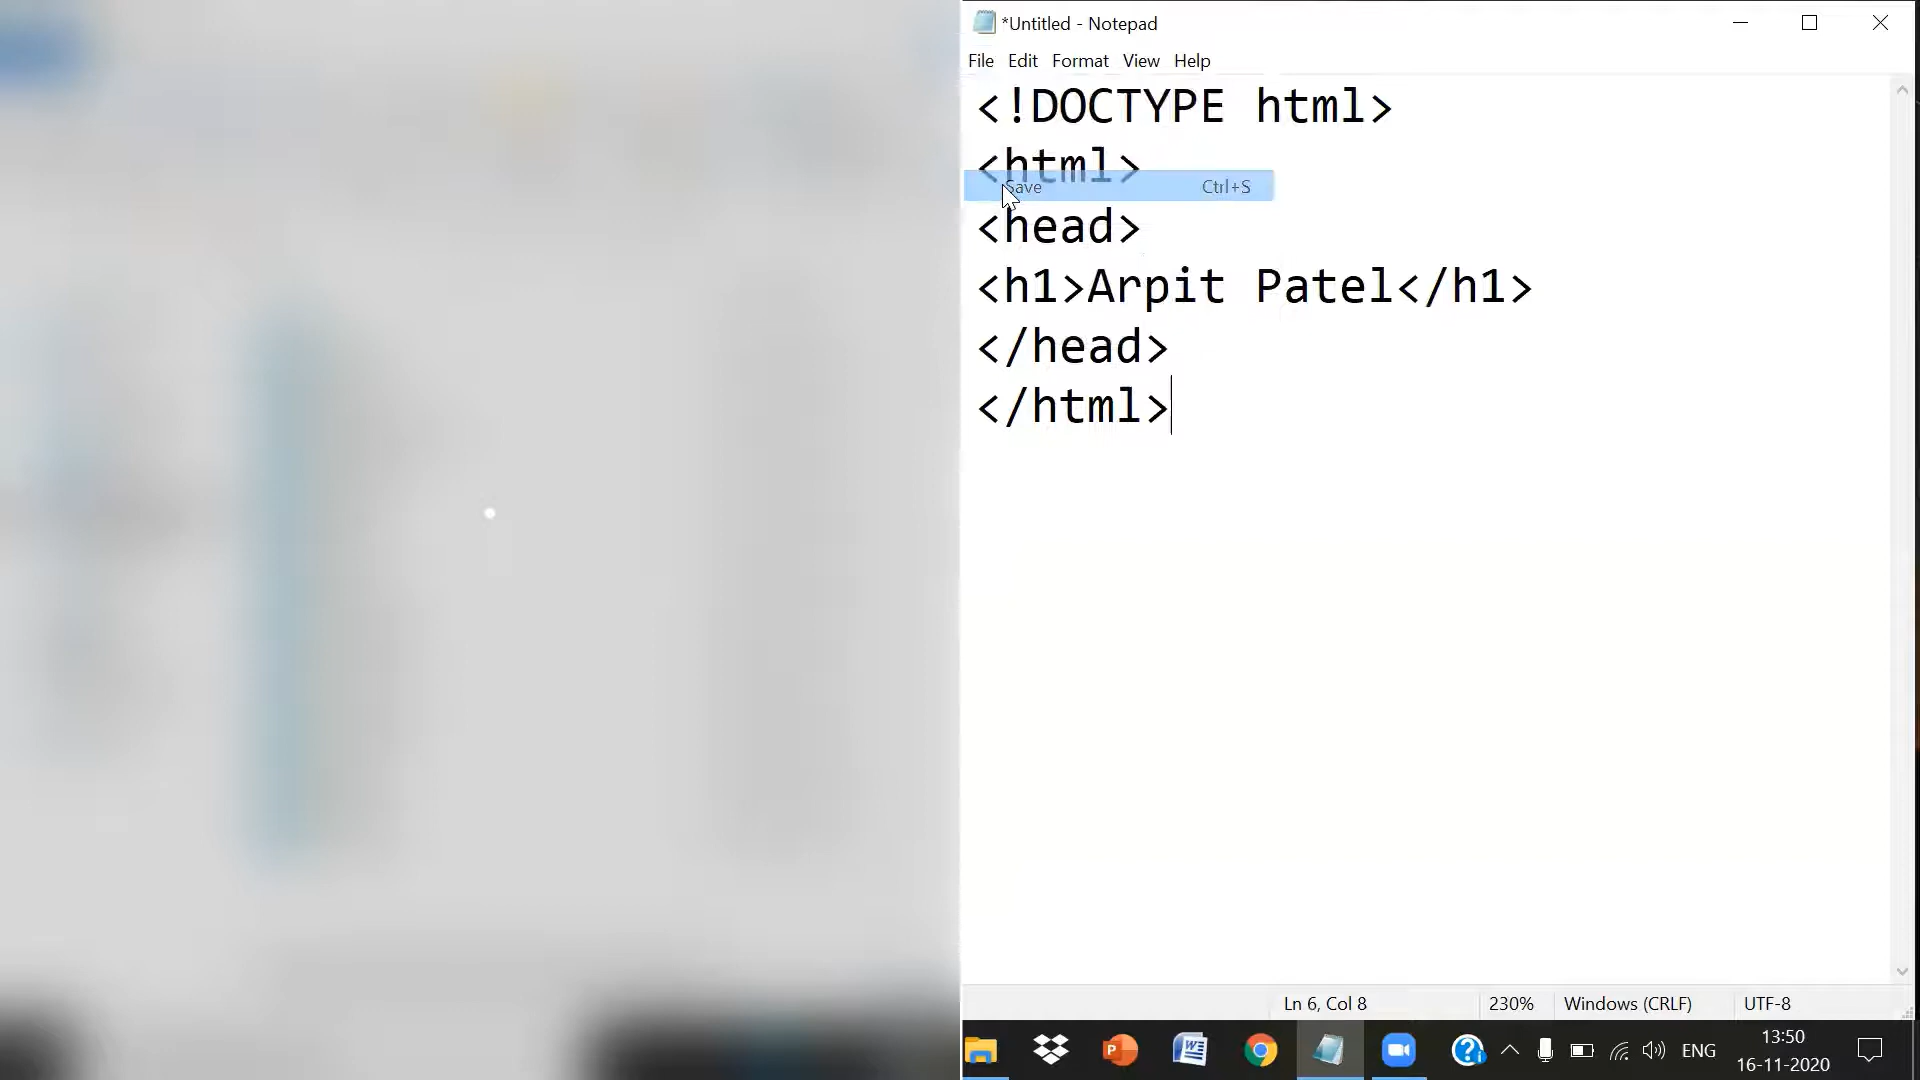 *Untitled - Notepad
File Edit Format View Help
<!DOCTYPE html>
<html>
Save Ctrl+S
<head>
<h1>Arpit Patel</h1>
</head>
</html>
Ln 6, Col 8 230% Windows (CRLF) UTF-8
ENG
13:50
16-11-2020